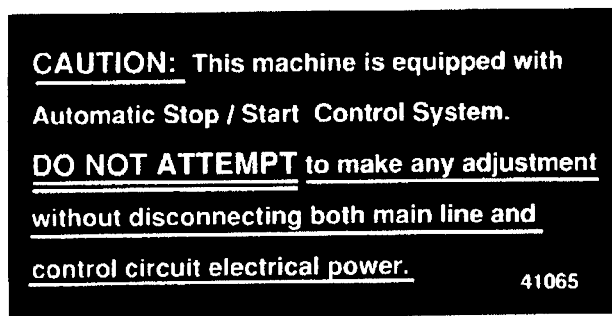 CAUTION: This machine is equipped with
Automatic Stop / Start Control System.
DO NOT ATTEMPT to make any adjustment
without disconnecting both main line and
control circuit electrical power.
41065